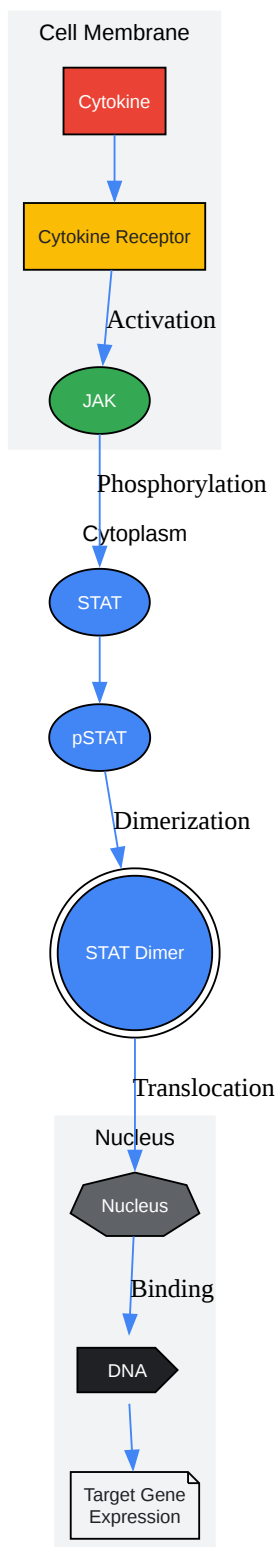 Cell Membrane
Cytokine
Cytokine Receptor
Activation
JAK
Phosphorylation
Cytoplasm
STAT
pSTAT
Dimerization
STAT Dimer
Translocation
Nucleus
Nucleus
Binding
DNA
Target Gene
Expression